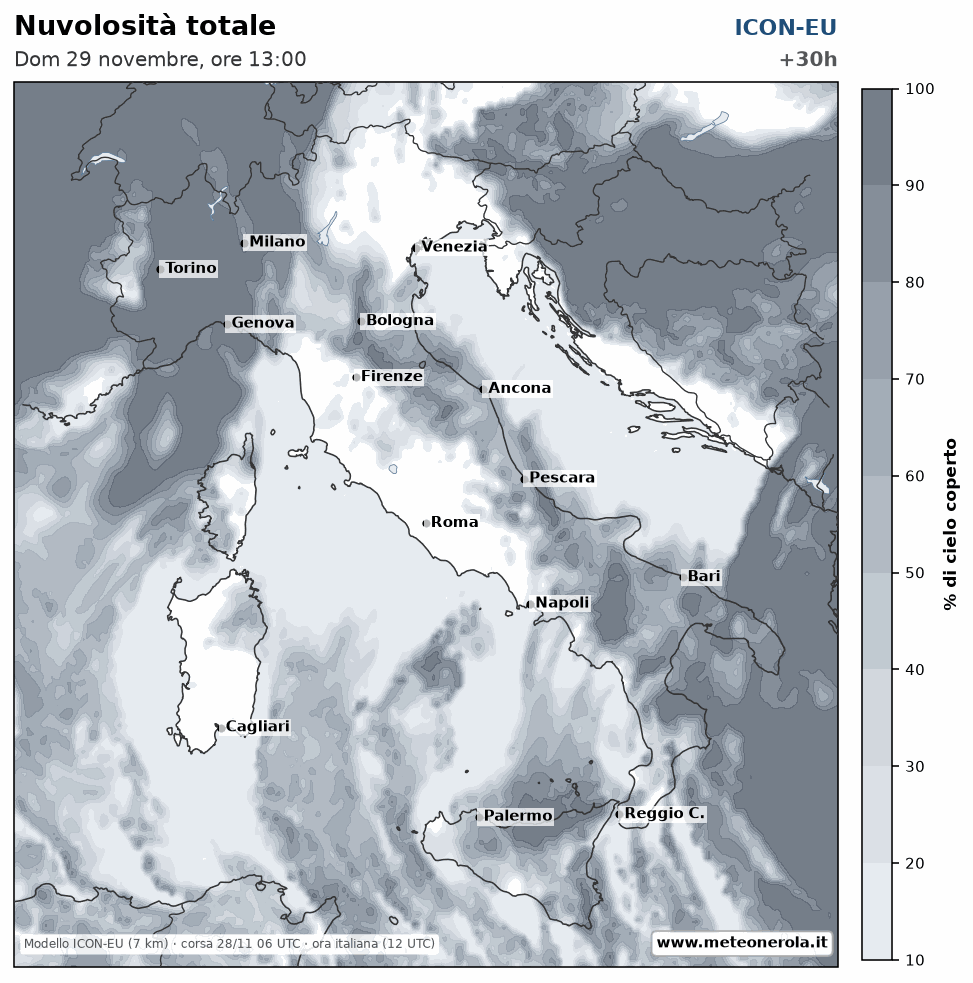 Nuvolosità totale
ICON-EU
Dom 29 novembre, ore 13:00
+30h
100
90
80
70
60
50
40
30
20
10
% di cielo coperto
Milano
Venezia
Torino
Genova
Bologna
Firenze
Ancona
Pescara
Roma
Bari
Napoli
Cagliari
Palermo
Reggio C.
Modello ICON-EU (7 km) · corsa 28/11 06 UTC · ora italiana (12 UTC)
www.meteonerola.it